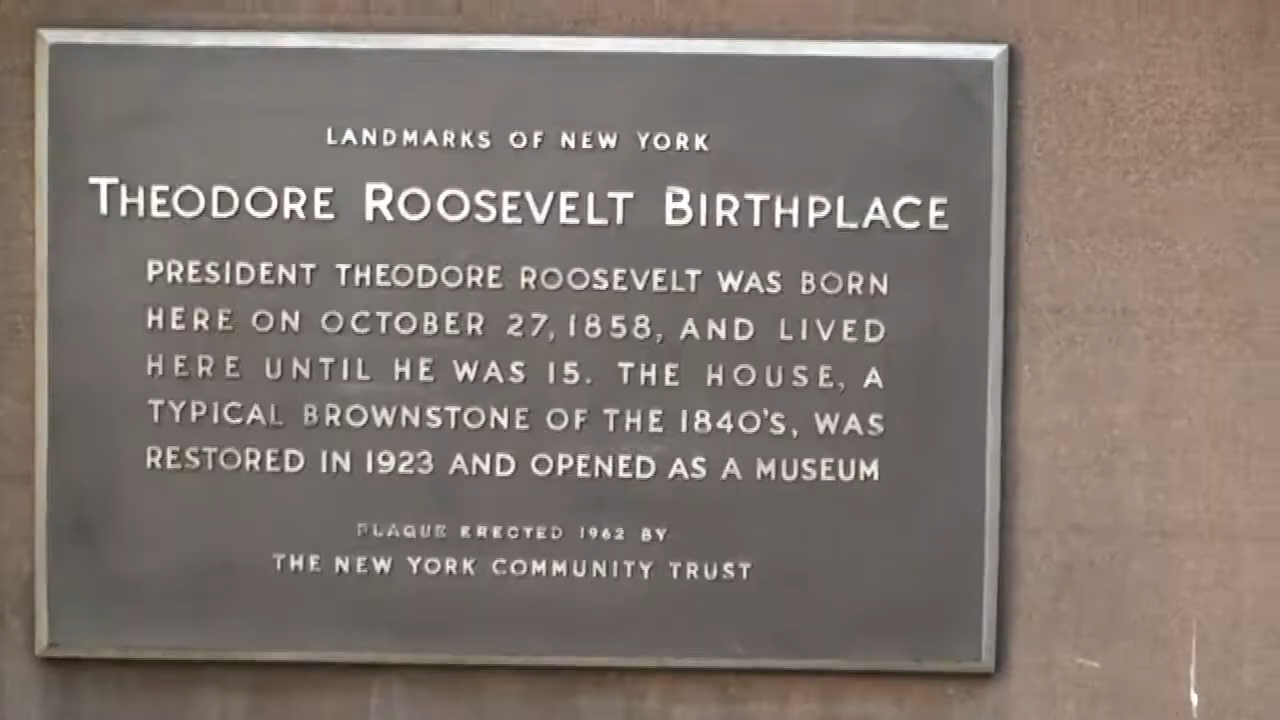 LANDMARKS OF NEW YORK
THEODORE ROOSEVELT BIRTHPLACE
PRESIDENT THEODORE ROOSEVELT WAS BORN
HERE ON OCTOBER 27, 1858, AND LIVED
HERE UNTIL HE WAS 15. THE HOUSE, A
TYPICAL BROWNSTONE OF THE 1840'S, WAS
RESTORED IN 1923 AND OPENED AS A MUSEUM
PLAQUE ERECTED 1962 BY
THE NEW YORK COMMUNITY TRUST